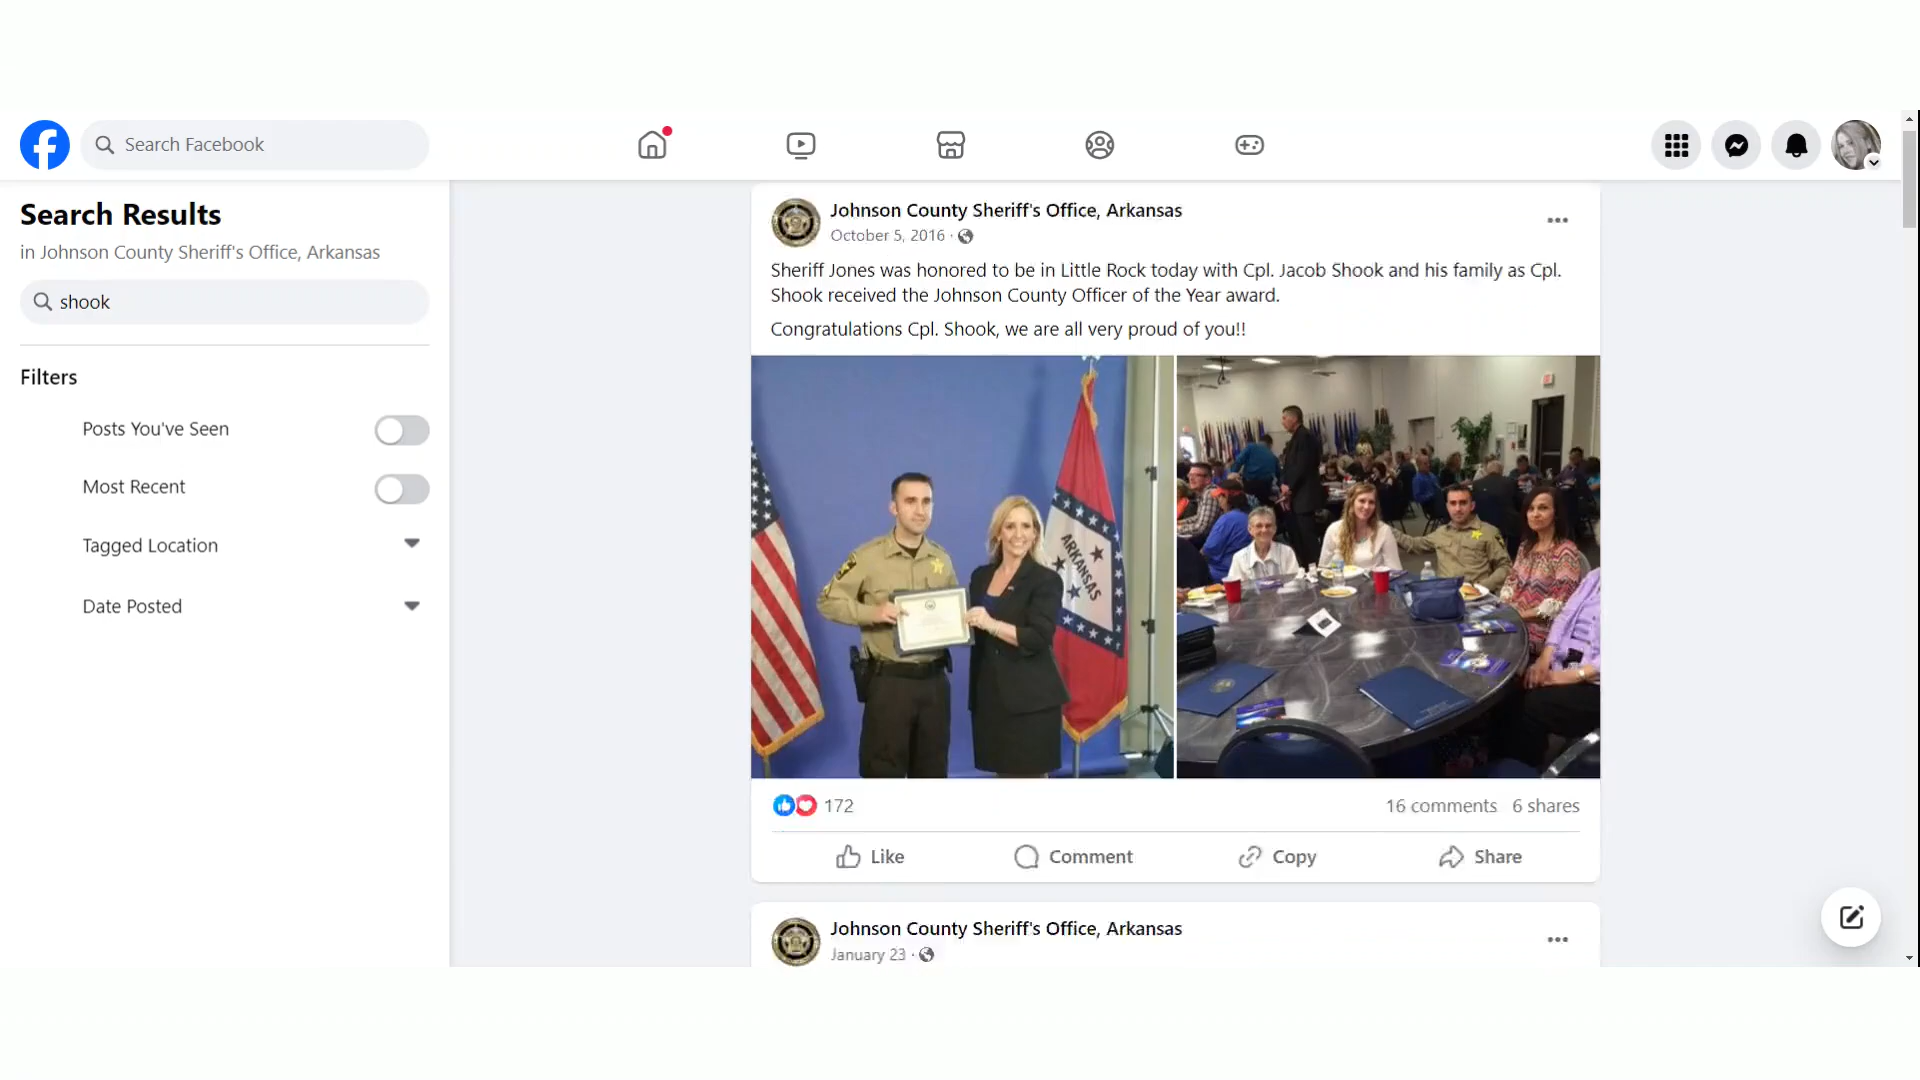 Search Facebook
Search Results
in Johnson County Sheriff's Office, Arkansas
shook
Filters
Posts You've Seen
Most Recent
Tagged Location
Date Posted
Johnson County Sheriff's Office, Arkansas
October 5, 2016 ·
Sheriff Jones was honored to be in Little Rock today with Cpl. Jacob Shook and his family as Cpl.
Shook received the Johnson County Officer of the Year award.
Congratulations Cpl. Shook, we are all very proud of you!!
ARKANSAS
172
16 comments 6 shares
Like
Comment
Copy
Share
Johnson County Sheriff's Office, Arkansas
January 23 ·